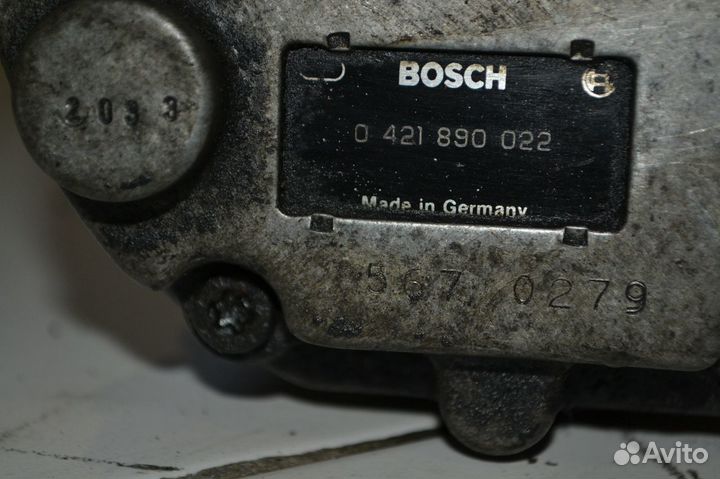 2033
BOSCH
0 421 890 022
Made in Germany
567 0279
Avito